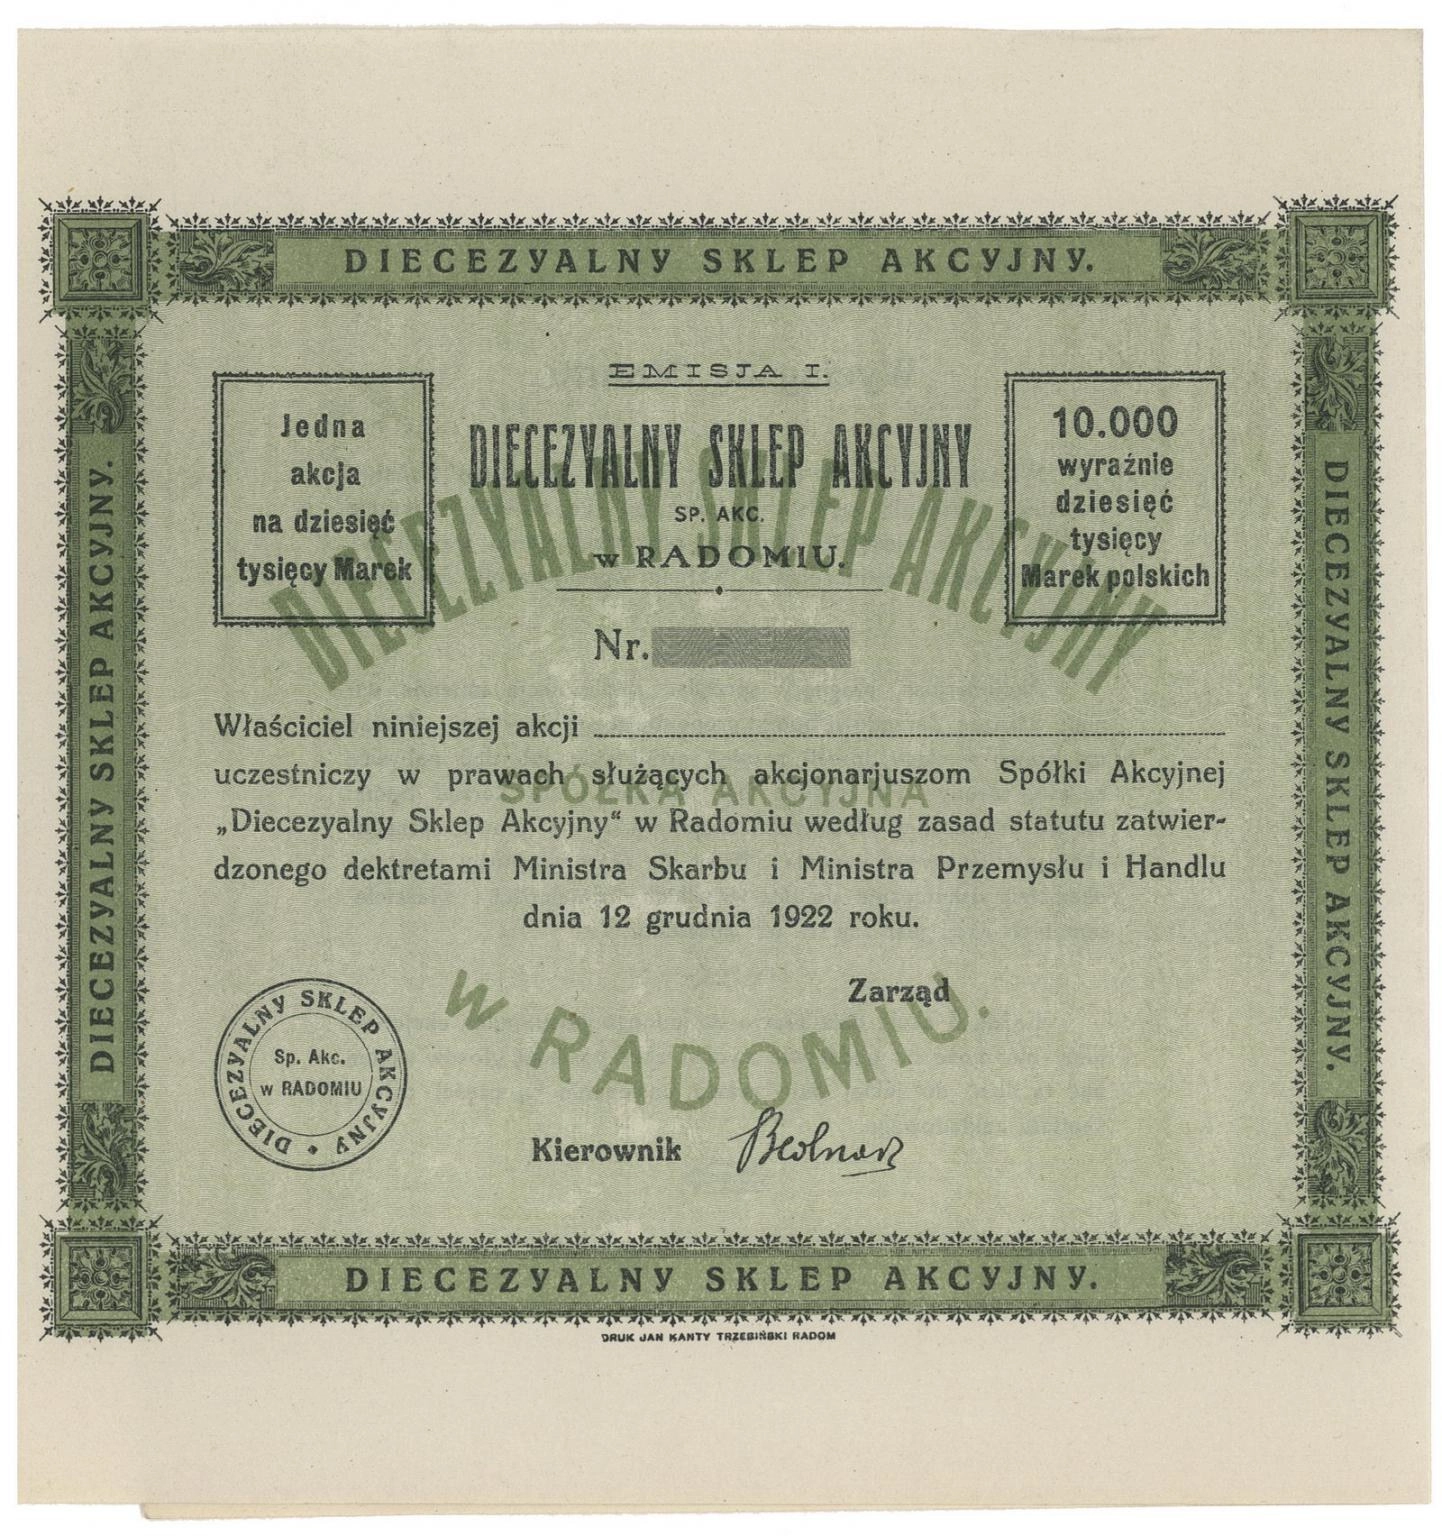 DIECEZYALNY SKLEP AKCYJNY.
EMISJA I.
Jedna
akcja
na dziesięć
tysięcy Marek
DIECEZYALNY SKLEP AKCYJNY
SP. AKC.
w RADOMIU.
10.000
wyraźnie
dziesięć
tysięcy
Marek polskich
DIECEZYALNY SKLEP AKCYJNY
Nr.
Właściciel niniejszej akcji
uczestniczy w prawach służących akcjonarjuszom Spółki Akcyjnej
„Diecezyalny Sklep Akcyjny“ w Radomiu według zasad statutu zatwier-
dzonego dektretami Ministra Skarbu i Ministra Przemysłu i Handlu
dnia 12 grudnia 1922 roku.
SPÓŁKA AKCYJNA
w RADOMIU.
Zarząd
DIECEZYALNY SKLEP AKCYJNY
Sp. Akc.
w RADOMIU
Kierownik
DIECEZYALNY SKLEP AKCYJNY.
DIECEZYALNY SKLEP AKCYJNY.
DIECEZYALNY SKLEP AKCYJNY.
DRUK JAN KANTY TRZEBIŃSKI RADOM